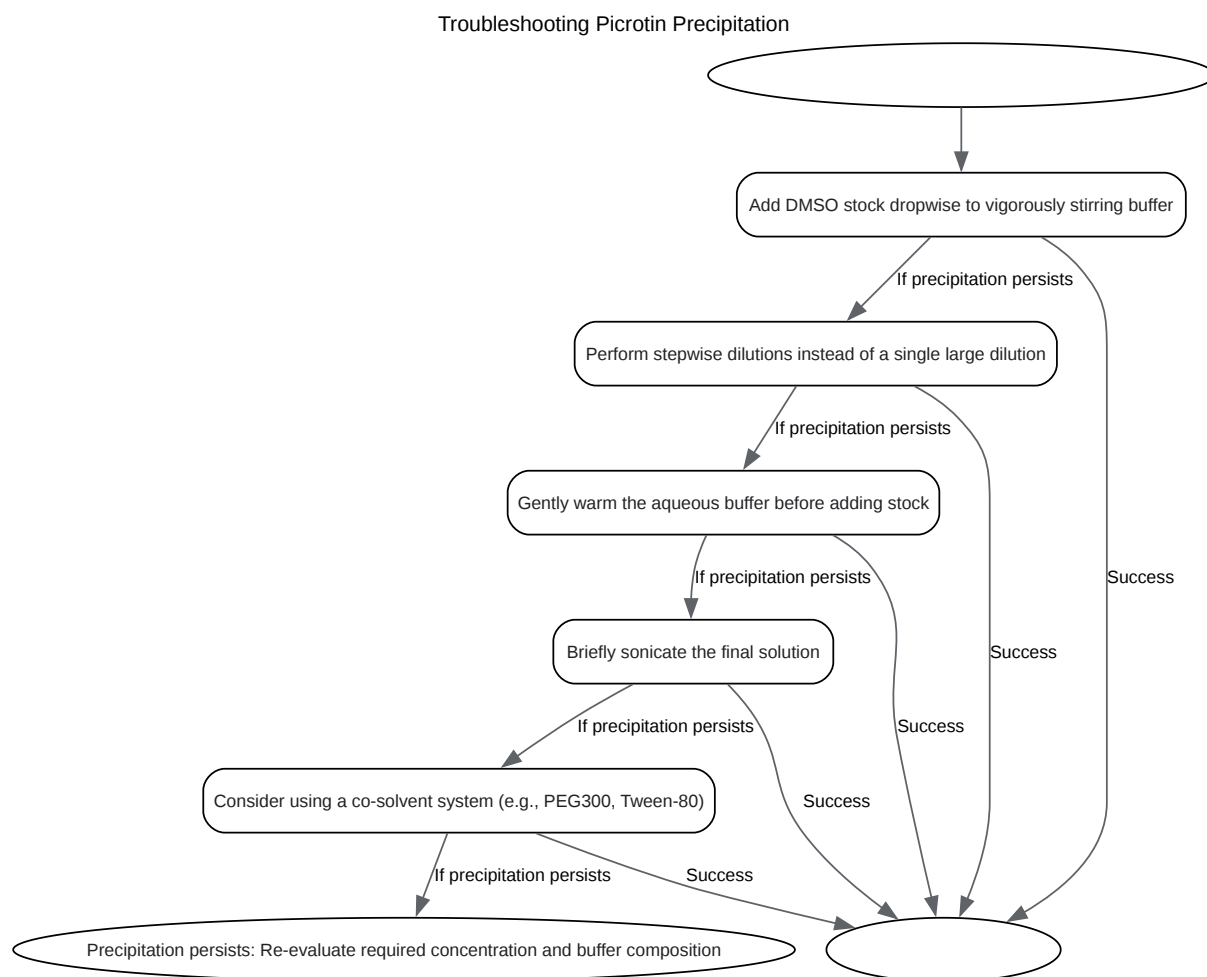 Troubleshooting Picrotin Precipitation
Add DMSO stock dropwise to vigorously stirring buffer
If precipitation persists
Perform stepwise dilutions instead of a single large dilution
If precipitation persists
Gently warm the aqueous buffer before adding stock
If precipitation persists
Success
Briefly sonicate the final solution
Success
If precipitation persists
Success
Consider using a co-solvent system (e.g., PEG300, Tween-80)
Success
If precipitation persists
Success
Precipitation persists: Re-evaluate required concentration and buffer composition